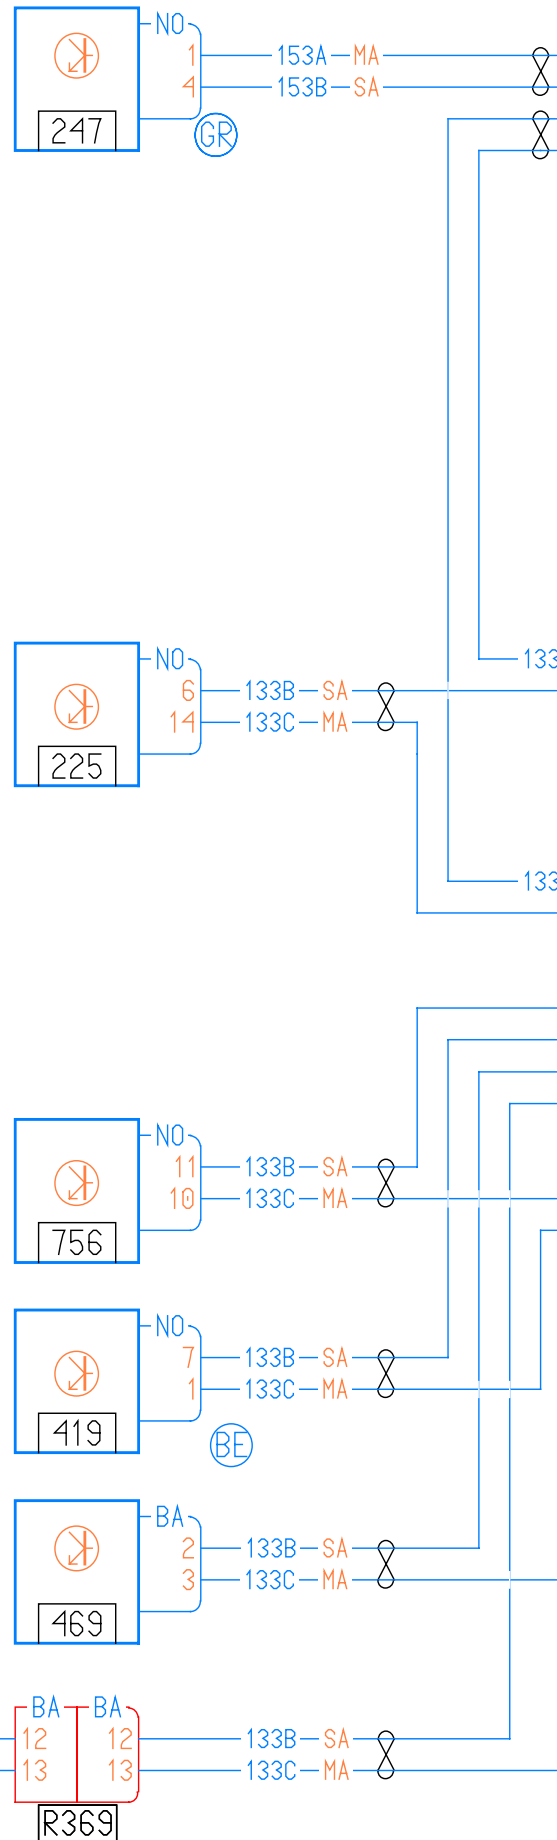 NO
1 153A MA
4 153B SA
247
GR
133
NO
6 133B SA
14 133C MA
225
133
NO
11 133B SA
10 133C MA
756
NO
7 133B SA
1 133C MA
419
BE
BA
2 133B SA
3 133C MA
469
BA BA
12 12 133B SA
13 13 133C MA
R369